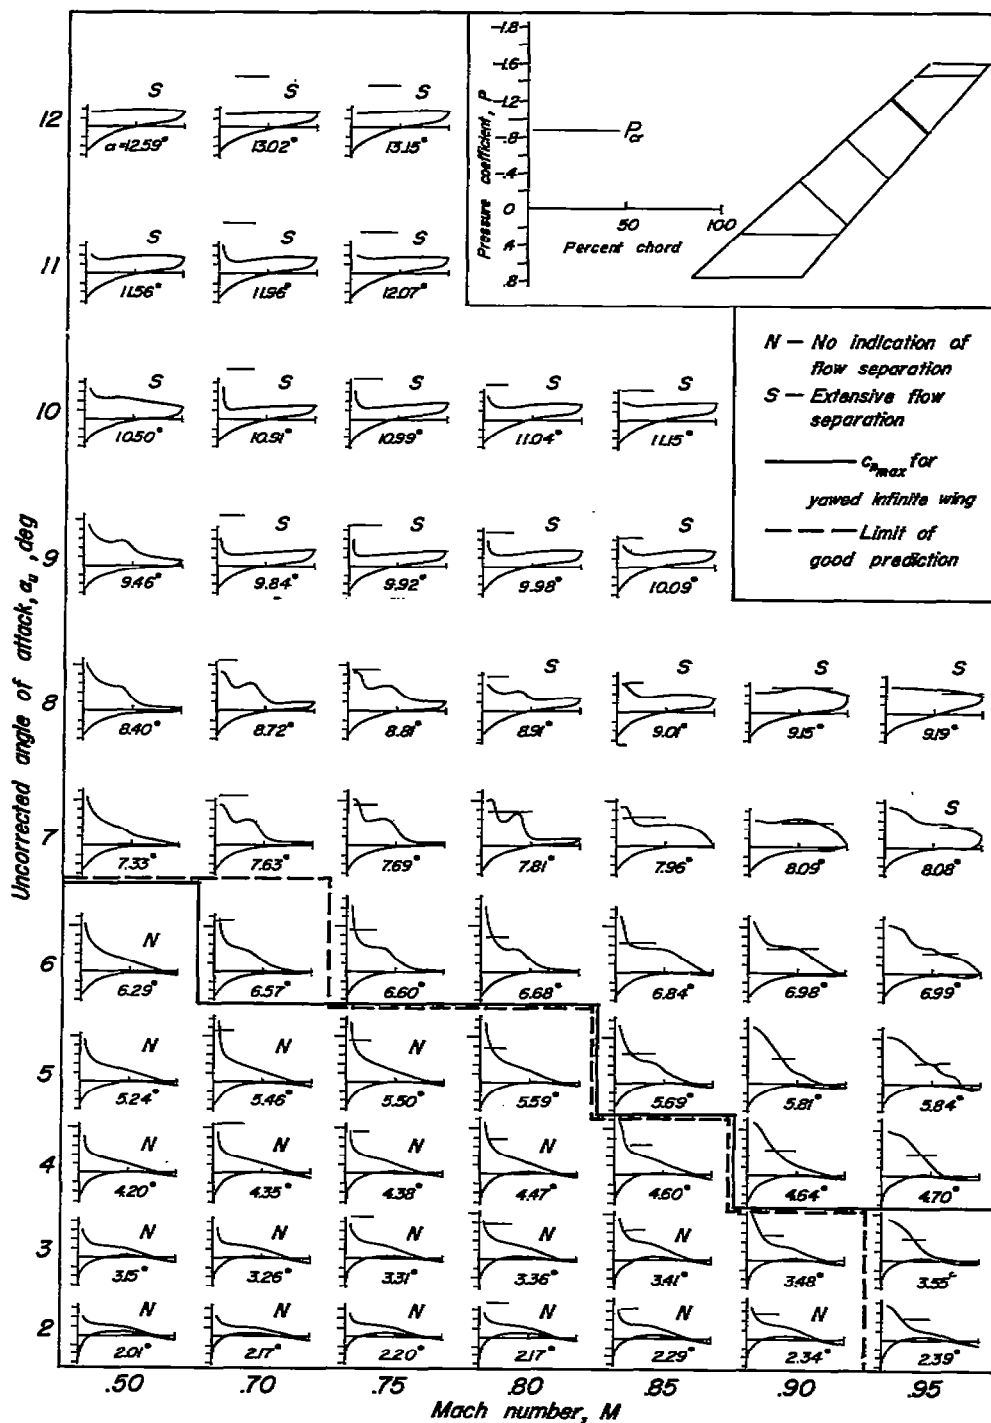 -1.8
-1.6
-1.2
-.8
-.4
0
.4
.8
Pressure coefficient, P
Pcr
50
100
Percent chord
N — No indication of
flow separation
S — Extensive flow
separation
cnmax for
yawed infinite wing
Limit of
good prediction
Uncorrected angle of attack, αu, deg
12
S
S
S
α=12.59°
13.02°
13.15°
11
S
S
S
11.56°
11.96°
12.07°
10
S
S
S
S
S
10.50°
10.91°
10.99°
11.04°
11.15°
9
S
S
S
S
9.46°
9.84°
9.92°
9.98°
10.09°
8
S
S
S
S
8.40°
8.72°
8.81°
8.91°
9.01°
9.15°
9.19°
7
S
7.33°
7.63°
7.69°
7.81°
7.96°
8.09°
8.08°
6
N
6.29°
6.57°
6.60°
6.68°
6.84°
6.98°
6.99°
5
N
N
N
N
5.24°
5.46°
5.50°
5.59°
5.69°
5.81°
5.84°
4
N
N
N
N
N
4.20°
4.35°
4.38°
4.47°
4.60°
4.64°
4.70°
3
N
N
N
N
N
N
3.15°
3.26°
3.31°
3.36°
3.41°
3.48°
3.55°
2
N
N
N
N
N
N
2.01°
2.17°
2.20°
2.17°
2.29°
2.34°
2.39°
.50
.70
.75
.80
.85
.90
.95
Mach number, M